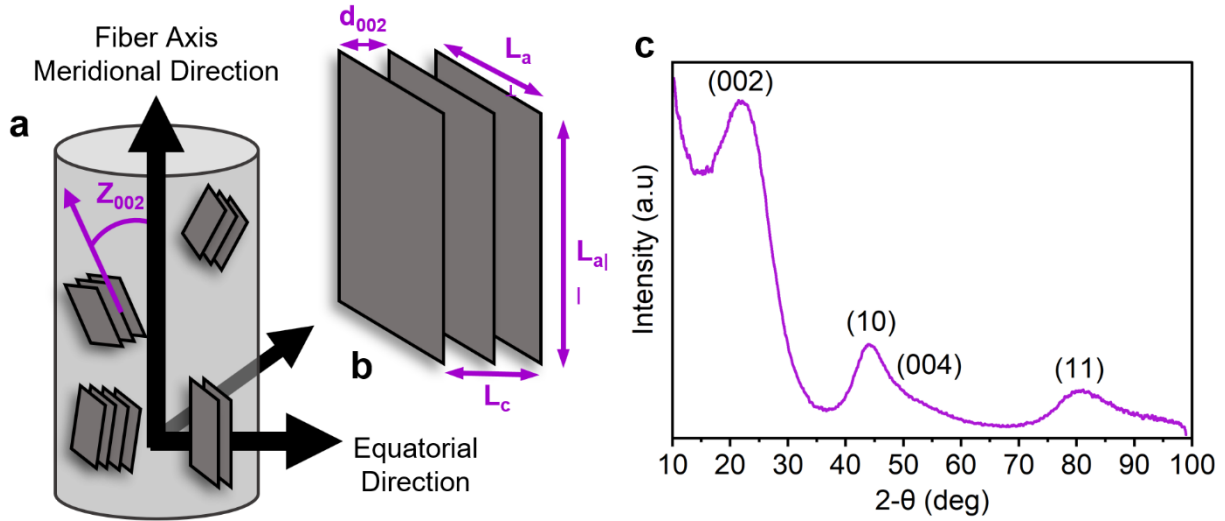 Fiber Axis
Meridional Direction
a
Z002
Equatorial
Direction
b
d002
La
|
La|
|
Lc
c
(002)
(10)
(004)
(11)
Intensity (a.u)
10 20 30 40 50 60 70 80 90 100
2-θ (deg)